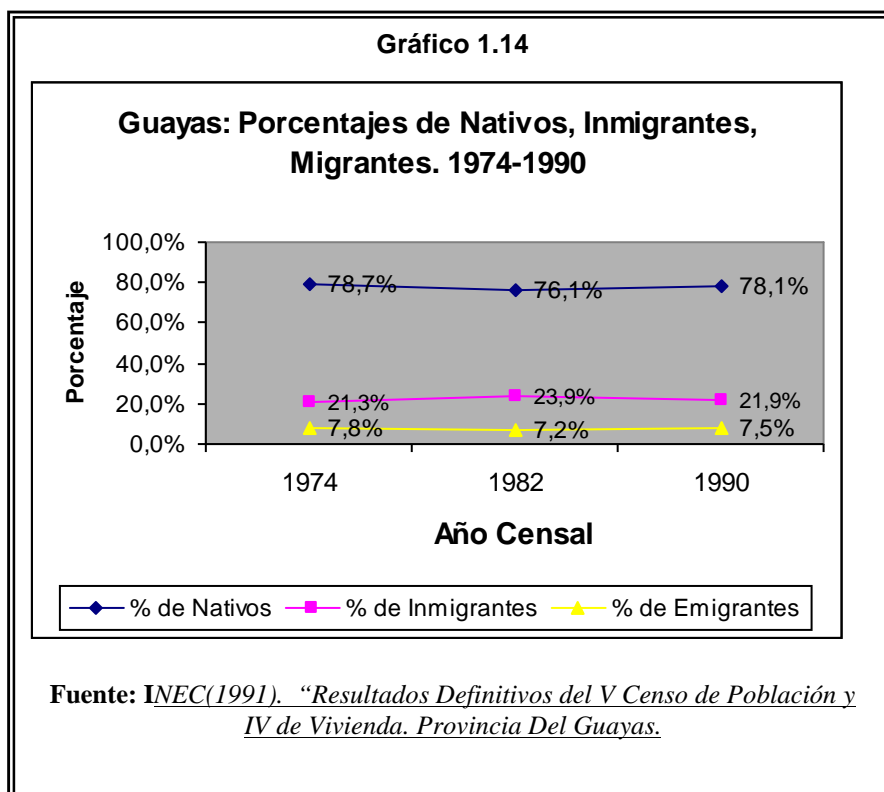 Gráfico 1.14
Guayas: Porcentajes de Nativos, Inmigrantes,
Migrantes. 1974-1990
100,0%
80,0%
60,0%
40,0%
20,0%
0,0%
Porcentaje
78,7%
76,1%
78,1%
21,3%
23,9%
21,9%
7,8%
7,2%
7,5%
1974
1982
1990
Año Censal
% de Nativos
% de Inmigrantes
% de Emigrantes
Fuente: INEC(1991). “Resultados Definitivos del V Censo de Población y
IV de Vivienda. Provincia Del Guayas.